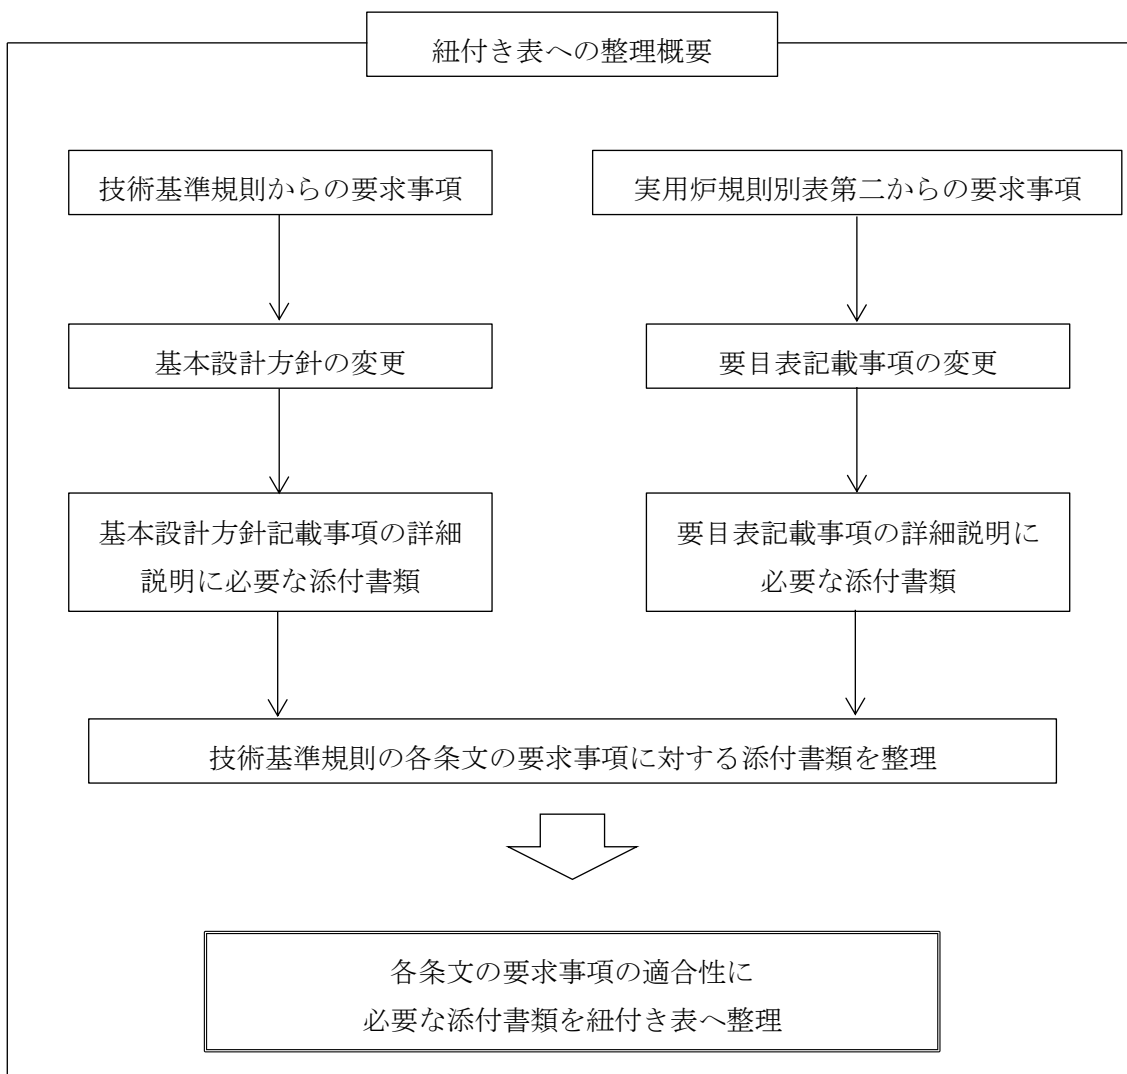 紐付き表への整理概要
技術基準規則からの要求事項
実用炉規則別表第二からの要求事項
基本設計方針の変更
要目表記載事項の変更
基本設計方針記載事項の詳細
説明に必要な添付書類
要目表記載事項の詳細説明に
必要な添付書類
技術基準規則の各条文の要求事項に対する添付書類を整理
各条文の要求事項の適合性に
必要な添付書類を紐付き表へ整理